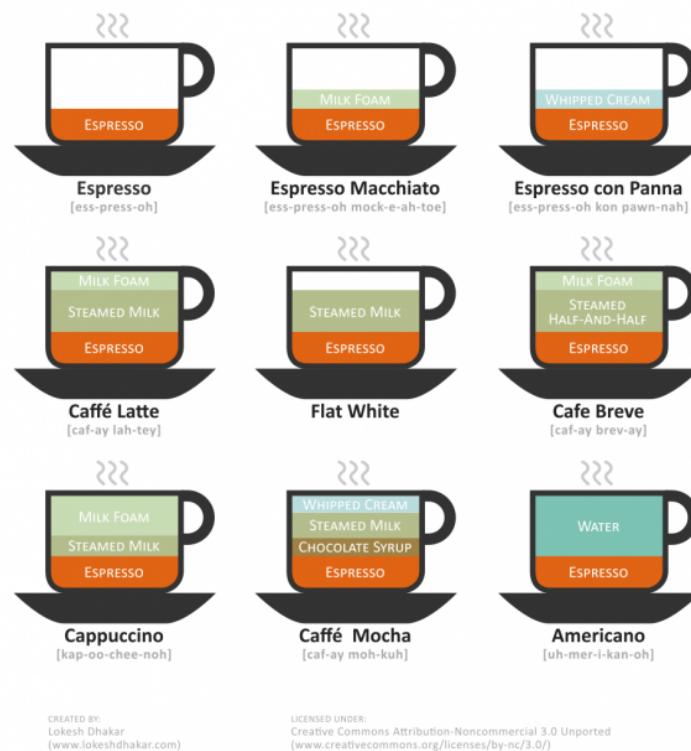 Milk Foam
Whipped Cream
Espresso
Espresso
Espresso
Espresso
Espresso Macchiato
Espresso con Panna
[ess-press-oh]
[ess-press-oh mock-e-ah-toe]
[ess-press-oh kon pawn-nah]
Milk Foam
Milk Foam
Steamed Milk
Steamed Milk
Steamed
Half-And-Half
Espresso
Espresso
Espresso
Caffé Latte
Flat White
Cafe Breve
[caf-ay lah-tey]
[caf-ay brev-ay]
Milk Foam
Steamed Milk
Espresso
Whipped Cream
Steamed Milk
Chocolate Syrup
Espresso
Water
Espresso
Cappuccino
Caffé Mocha
Americano
[kap-oo-chee-noh]
[caf-ay moh-kuh]
[uh-mer-i-kan-oh]
CREATED BY:
Lokesh Dhakar
(www.lokeshdhakar.com)
LICENSED UNDER:
Creative Commons Attribution-Noncommercial 3.0 Unported
(www.creativecommons.org/licenses/by-nc/3.0/)